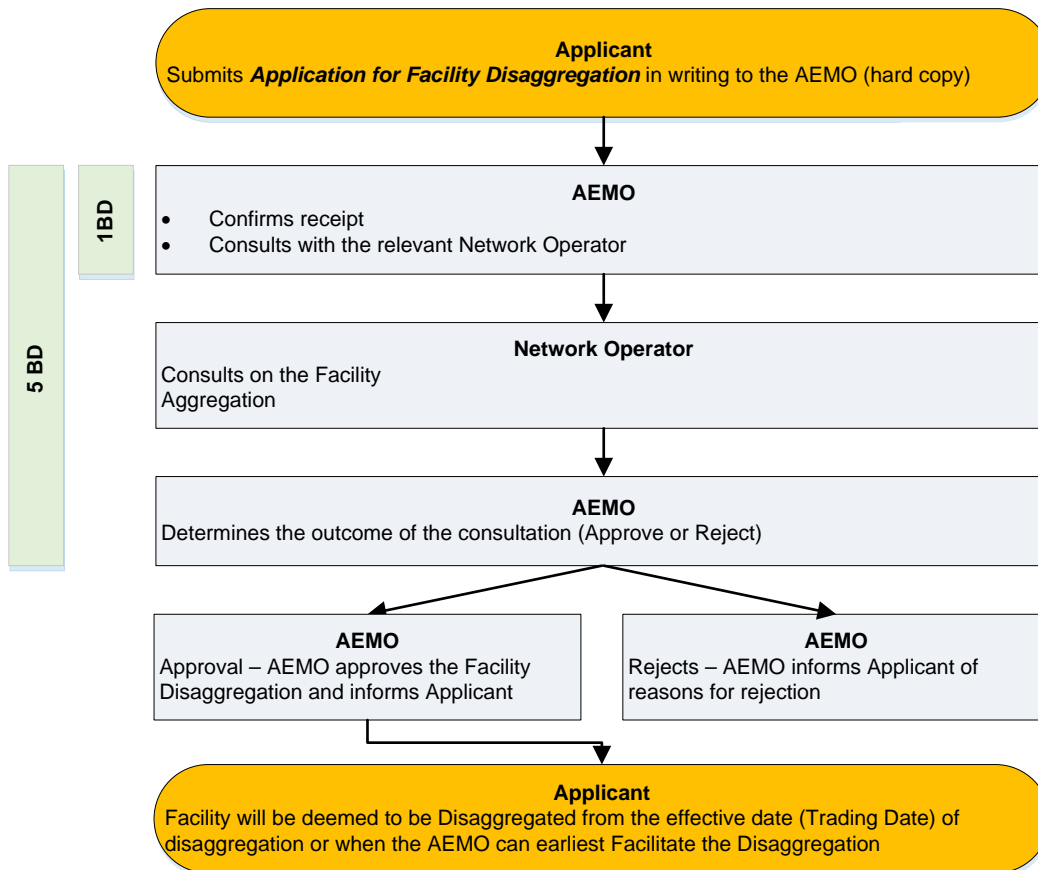 Applicant
Submits Application for Facility Disaggregation in writing to the AEMO (hard copy)
5 BD
1BD
AEMO
• Confirms receipt
• Consults with the relevant Network Operator
Network Operator
Consults on the Facility
Aggregation
AEMO
Determines the outcome of the consultation (Approve or Reject)
AEMO
Approval – AEMO approves the Facility
Disaggregation and informs Applicant
AEMO
Rejects – AEMO informs Applicant of
reasons for rejection
Applicant
Facility will be deemed to be Disaggregated from the effective date (Trading Date) of
disaggregation or when the AEMO can earliest Facilitate the Disaggregation